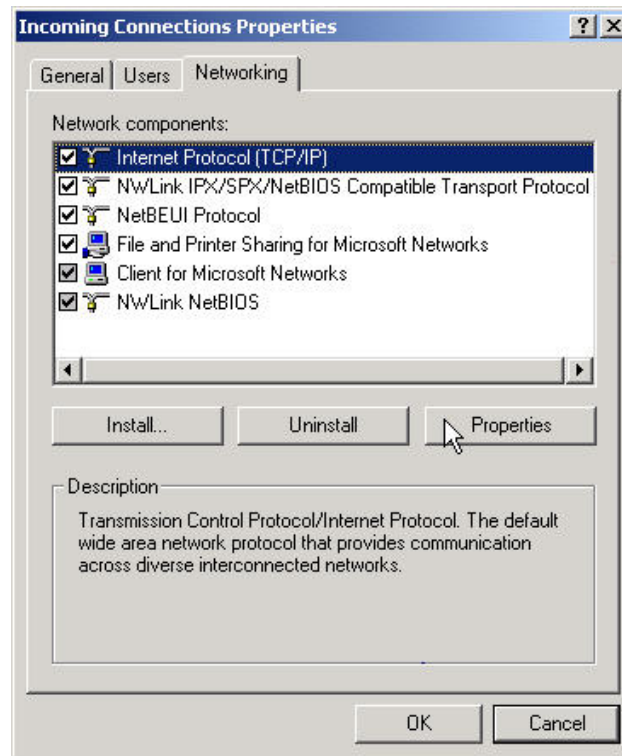 Incoming Connections Properties
General Users Networking
Network components:
Internet Protocol (TCP/IP)
NWLink IPX/SPX/NetBIOS Compatible Transport Protocol
NetBEUI Protocol
File and Printer Sharing for Microsoft Networks
Client for Microsoft Networks
NWLink NetBIOS
Install... Uninstall Properties
Description
Transmission Control Protocol/Internet Protocol. The default
wide area network protocol that provides communication
across diverse interconnected networks.
OK Cancel